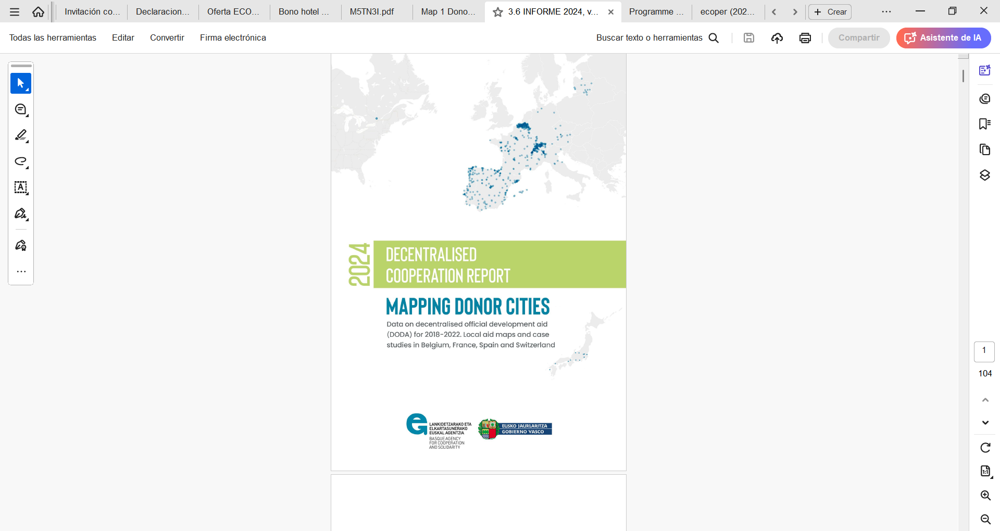 Invitación co...
Declaracion...
Oferta ECO...
Bono hotel ...
M5TN3I.pdf
Map 1 Dono...
3.6 INFORME 2024, v...
Programme ...
ecoper (202...
Crear
Todas las herramientas
Editar
Convertir
Firma electrónica
Buscar texto o herramientas
Compartir
Asistente de IA
2024
DECENTRALISED
COOPERATION REPORT
MAPPING DONOR CITIES
Data on decentralised official development aid
(DODA) for 2018-2022. Local aid maps and case
studies in Belgium, France, Spain and Switzerland
LANKIDETZARAKO ETA
ELKARTASUNERAKO
EUSKAL AGENTZIA
BASQUE AGENCY
FOR COOPERATION
AND SOLIDARITY
EUSKO JAURLARITZA
GOBIERNO VASCO
1
104